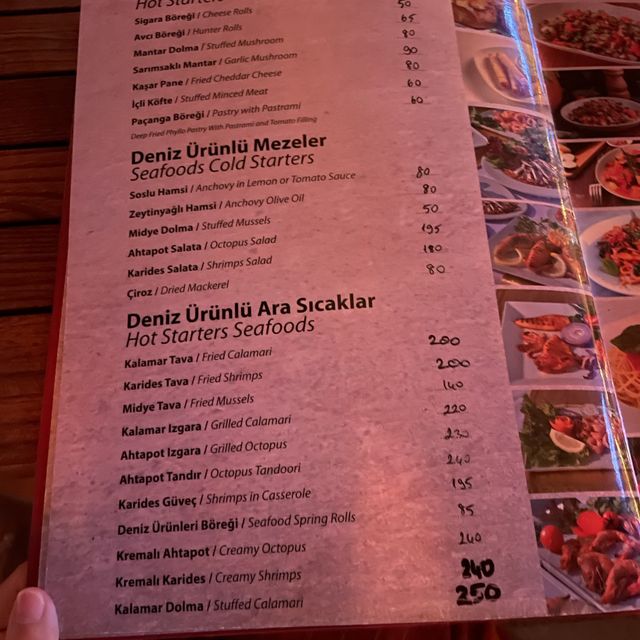 Hot Starters
Sigara Böreği / Cheese Rolls 50
Avcı Böreği / Hunter Rolls 65
Mantar Dolma / Stuffed Mushroom 80
Sarımsaklı Mantar / Garlic Mushroom 90
Kaşar Pane / Fried Cheddar Cheese 80
İçli Köfte / Stuffed Minced Meat 60
Paçanga Böreği / Pastry with Pastrami 60
Deep Fried Phyllo Pastry With Pastrami and Tomato Filling
Deniz Ürünlü Mezeler
Seafoods Cold Starters
Soslu Hamsi / Anchovy in Lemon or Tomato Sauce 80
Zeytinyağlı Hamsi / Anchovy Olive Oil 80
Midye Dolma / Stuffed Mussels 50
Ahtapot Salata / Octopus Salad 195
Karides Salata / Shrimps Salad 180
Çiroz / Dried Mackerel 80
Deniz Ürünlü Ara Sıcaklar
Hot Starters Seafoods
Kalamar Tava / Fried Calamari 200
Karides Tava / Fried Shrimps 200
Midye Tava / Fried Mussels 140
Kalamar Izgara / Grilled Calamari 220
Ahtapot Izgara / Grilled Octopus 230
Ahtapot Tandır / Octopus Tandoori 240
Karides Güveç / Shrimps in Casserole 195
Deniz Ürünleri Böreği / Seafood Spring Rolls 85
Kremalı Ahtapot / Creamy Octopus 240
Kremalı Karides / Creamy Shrimps 240
Kalamar Dolma / Stuffed Calamari 250